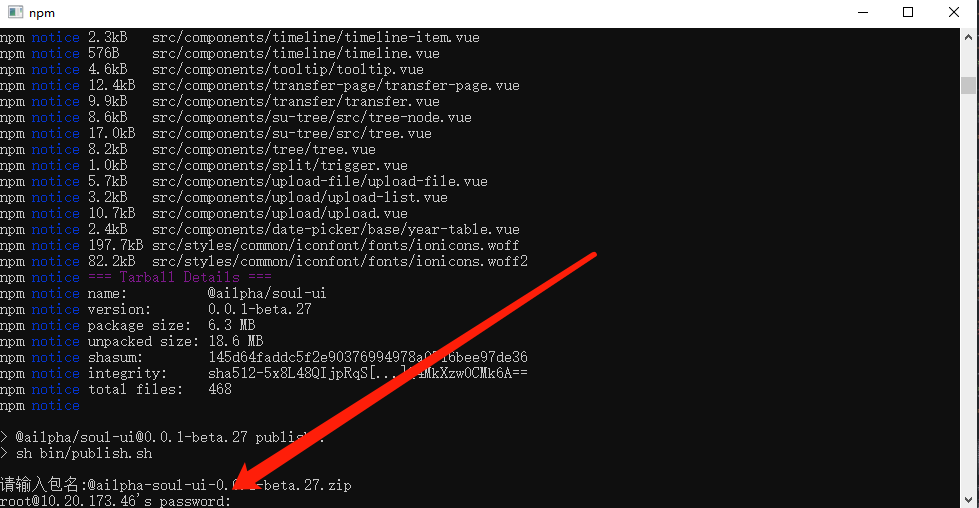 npm
npm notice 2.3kB src/components/timeline/timeline-item.vue
npm notice 576B src/components/timeline/timeline.vue
npm notice 4.6kB src/components/tooltip/tooltip.vue
npm notice 12.4kB src/components/transfer-page/transfer-page.vue
npm notice 9.9kB src/components/transfer/transfer.vue
npm notice 8.6kB src/components/su-tree/src/tree-node.vue
npm notice 17.0kB src/components/su-tree/src/tree.vue
npm notice 8.2kB src/components/tree/tree.vue
npm notice 1.0kB src/components/split/trigger.vue
npm notice 5.7kB src/components/upload-file/upload-file.vue
npm notice 3.2kB src/components/upload/upload-list.vue
npm notice 10.7kB src/components/upload/upload.vue
npm notice 2.4kB src/components/date-picker/base/year-table.vue
npm notice 197.7kB src/styles/common/iconfont/fonts/ionicons.woff
npm notice 82.2kB src/styles/common/iconfont/fonts/ionicons.woff2
npm notice === Tarball Details ===
npm notice name: @ailpha/soul-ui
npm notice version: 0.0.1-beta.27
npm notice package size: 6.3 MB
npm notice unpacked size: 18.6 MB
npm notice shasum:
npm notice integrity:
npm notice total files: 468
npm notice
> @ailpha/soul-ui@0.0.1-beta.27
> sh bin/publish.sh
请输入包名:@ailpha-soul-ui-0.0.1-beta.27.zip
root@10.20.173.46's password: